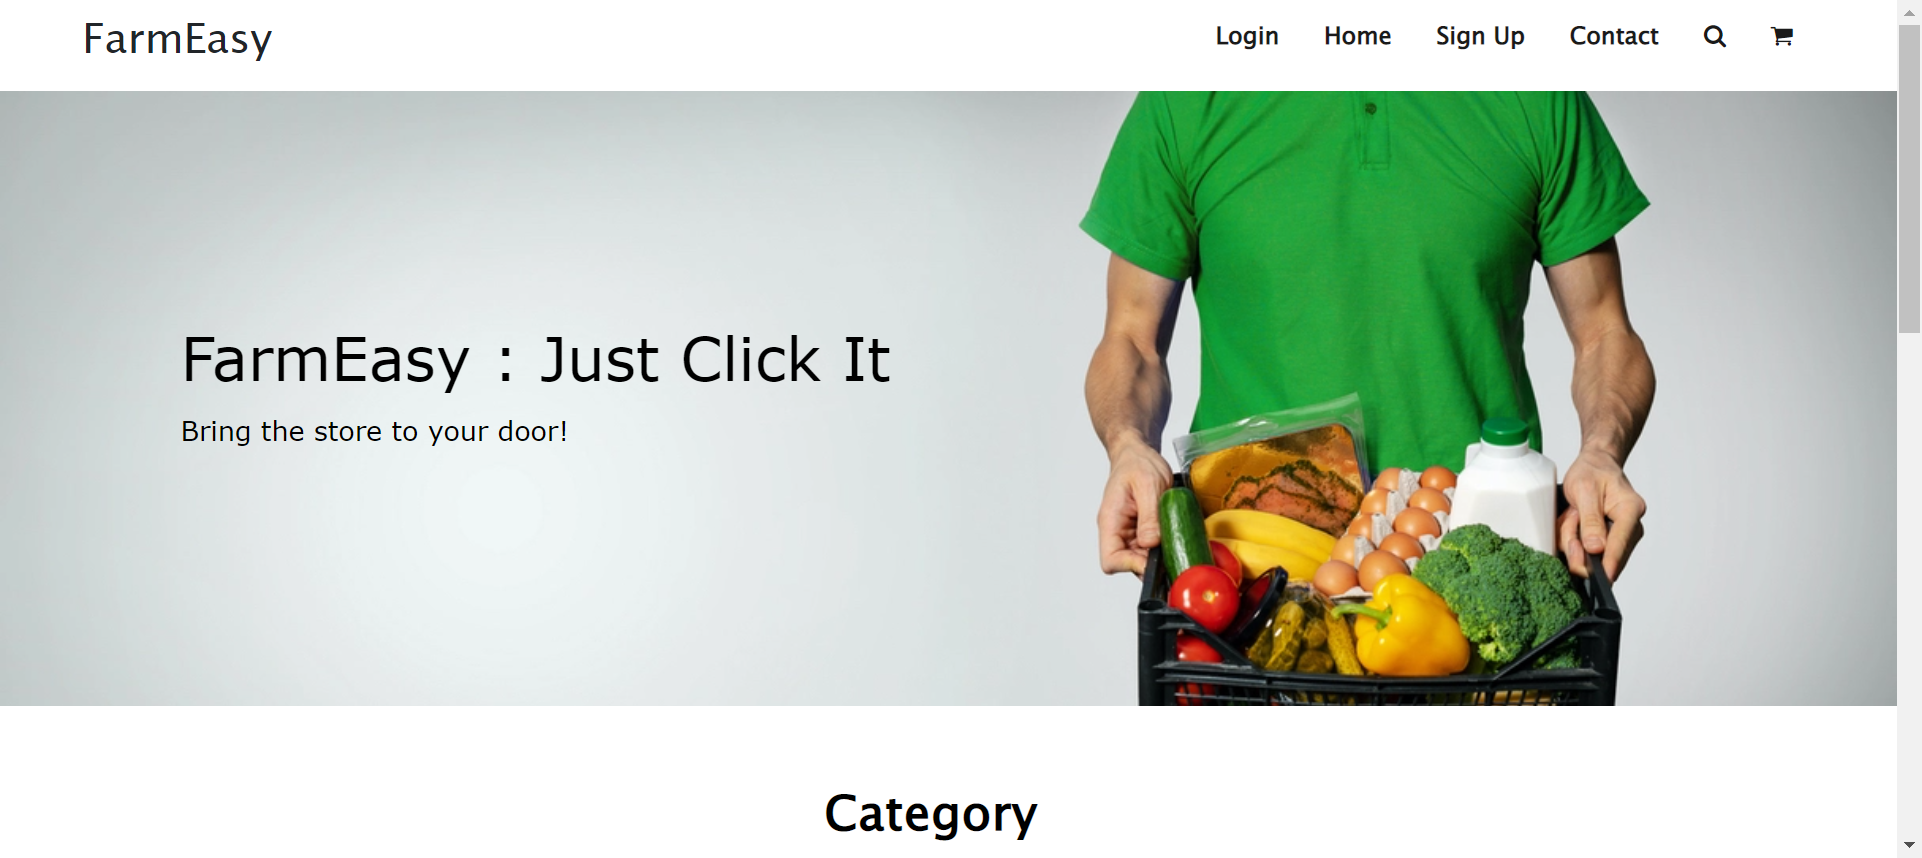 FarmEasy
Login Home Sign Up Contact
FarmEasy : Just Click It
Bring the store to your door!
Category